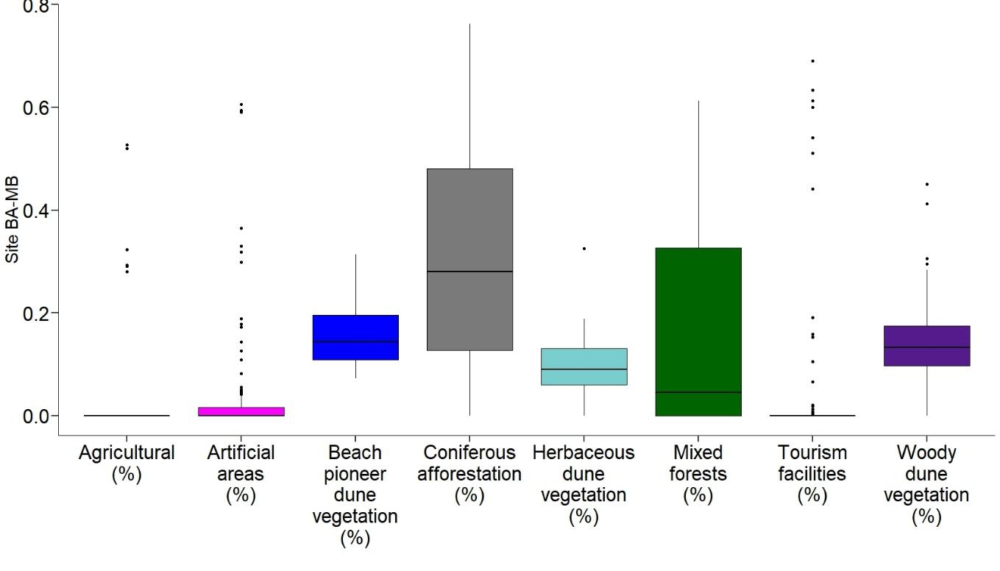 0.8
0.6
0.4
0.2
0.0
Site BA-MB
Agricultural
(%)
Artificial
areas
(%)
Beach
pioneer
dune
vegetation
(%)
Coniferous
afforestation
(%)
Herbaceous
dune
vegetation
(%)
Mixed
forests
(%)
Tourism
facilities
(%)
Woody
dune
vegetation
(%)